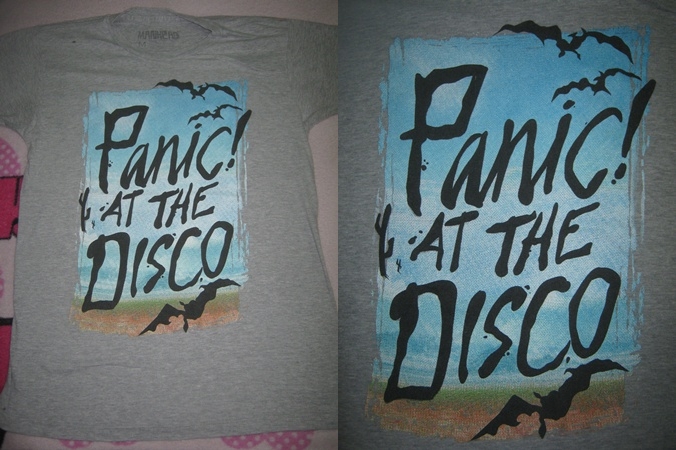 Panic!
AT THE
DISCO
Panic!
AT THE
DISCO